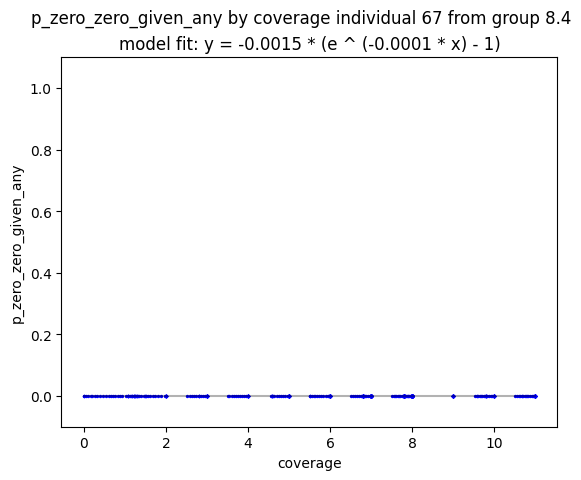 p_zero_zero_given_any by coverage individual 67 from group 8.4
model fit: y = -0.0015 * (e ^ (-0.0001 * x) - 1)
1.0
0.8
0.6
0.4
0.2
0.0
p_zero_zero_given_any
0 2 4 6 8 10
coverage